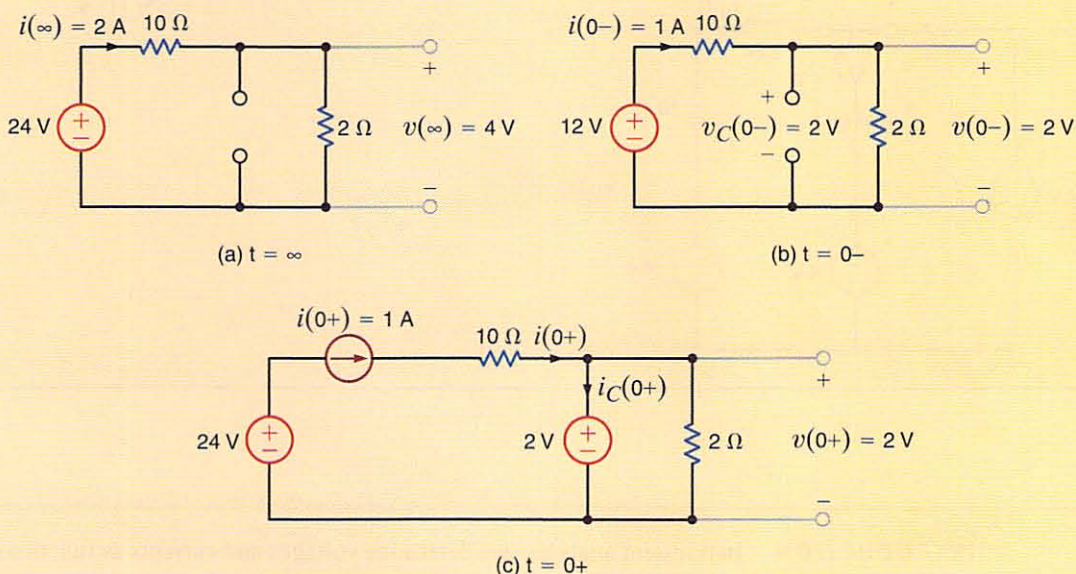 i(∞) = 2 A 10 Ω
24 V
+
−
2 Ω
v(∞) = 4 V
+
−
(a) t = ∞
i(0−) = 1 A 10 Ω
12 V
+
−
+
vC(0−) = 2 V
−
2 Ω
v(0−) = 2 V
+
−
(b) t = 0−
i(0+) = 1 A
10 Ω i(0+)
iC(0+)
24 V
+
−
2 V
+
−
2 Ω
v(0+) = 2 V
+
−
(c) t = 0+